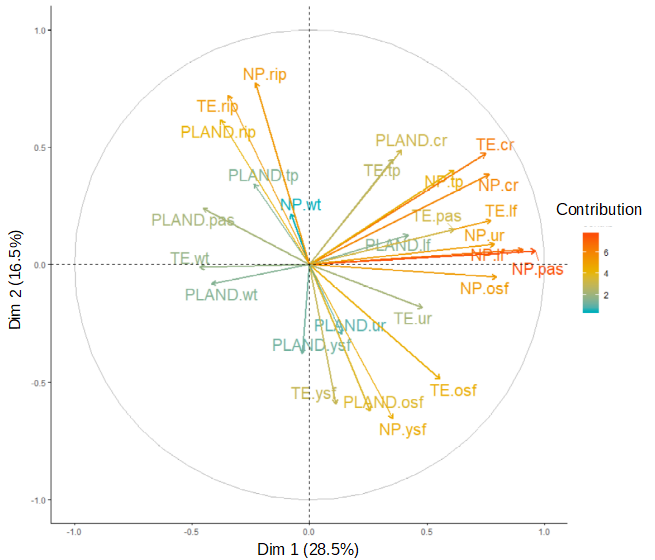 1.0
NP.rip
TE.rip
PLAND.rip
PLAND.cr
TE.cr
0.5
TE.tp
PLAND.tp
NP.tp
NP.cr
NP.wt
TE.lf
Contribution
PLAND.pas
TE.pas
NP.ur
PLAND.lf
NP.lf
6
TE.wt
0.0
NP.pas
4
NP.osf
PLAND.wt
2
Dim 2 (16.5%)
TE.ur
PLAND.ur
PLAND.ysf
-0.5
TE.ysf
TE.osf
PLAND.osf
NP.ysf
-1.0
-1.0
-0.5
0.0
0.5
1.0
Dim 1 (28.5%)